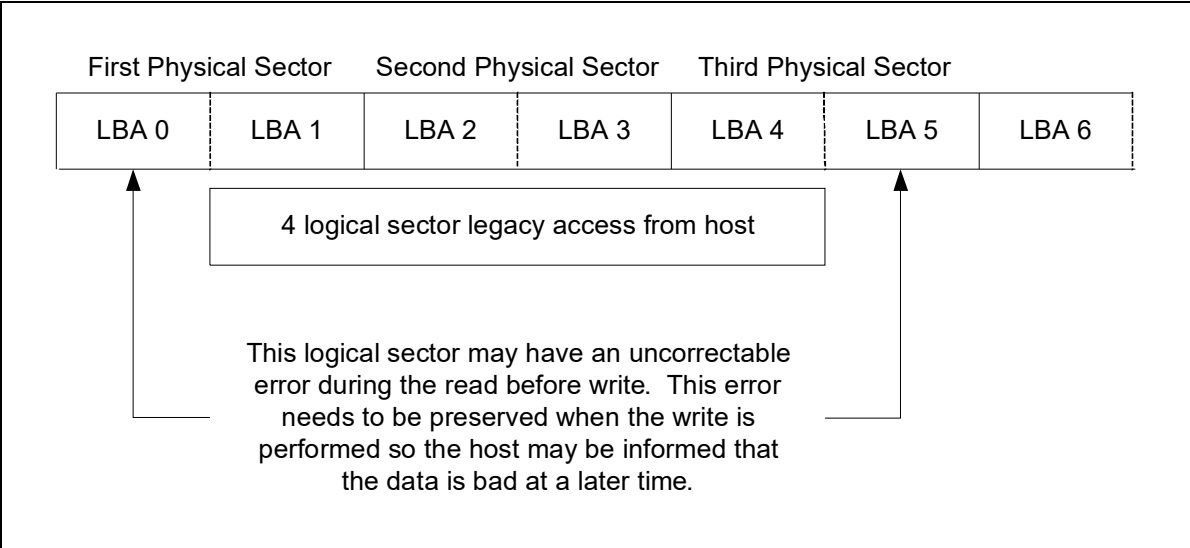 First Physical Sector Second Physical Sector Third Physical Sector
LBA 0 LBA 1 LBA 2 LBA 3 LBA 4 LBA 5 LBA 6
4 logical sector legacy access from host
This logical sector may have an uncorrectable
error during the read before write.  This error
needs to be preserved when the write is
performed so the host may be informed that
the data is bad at a later time.